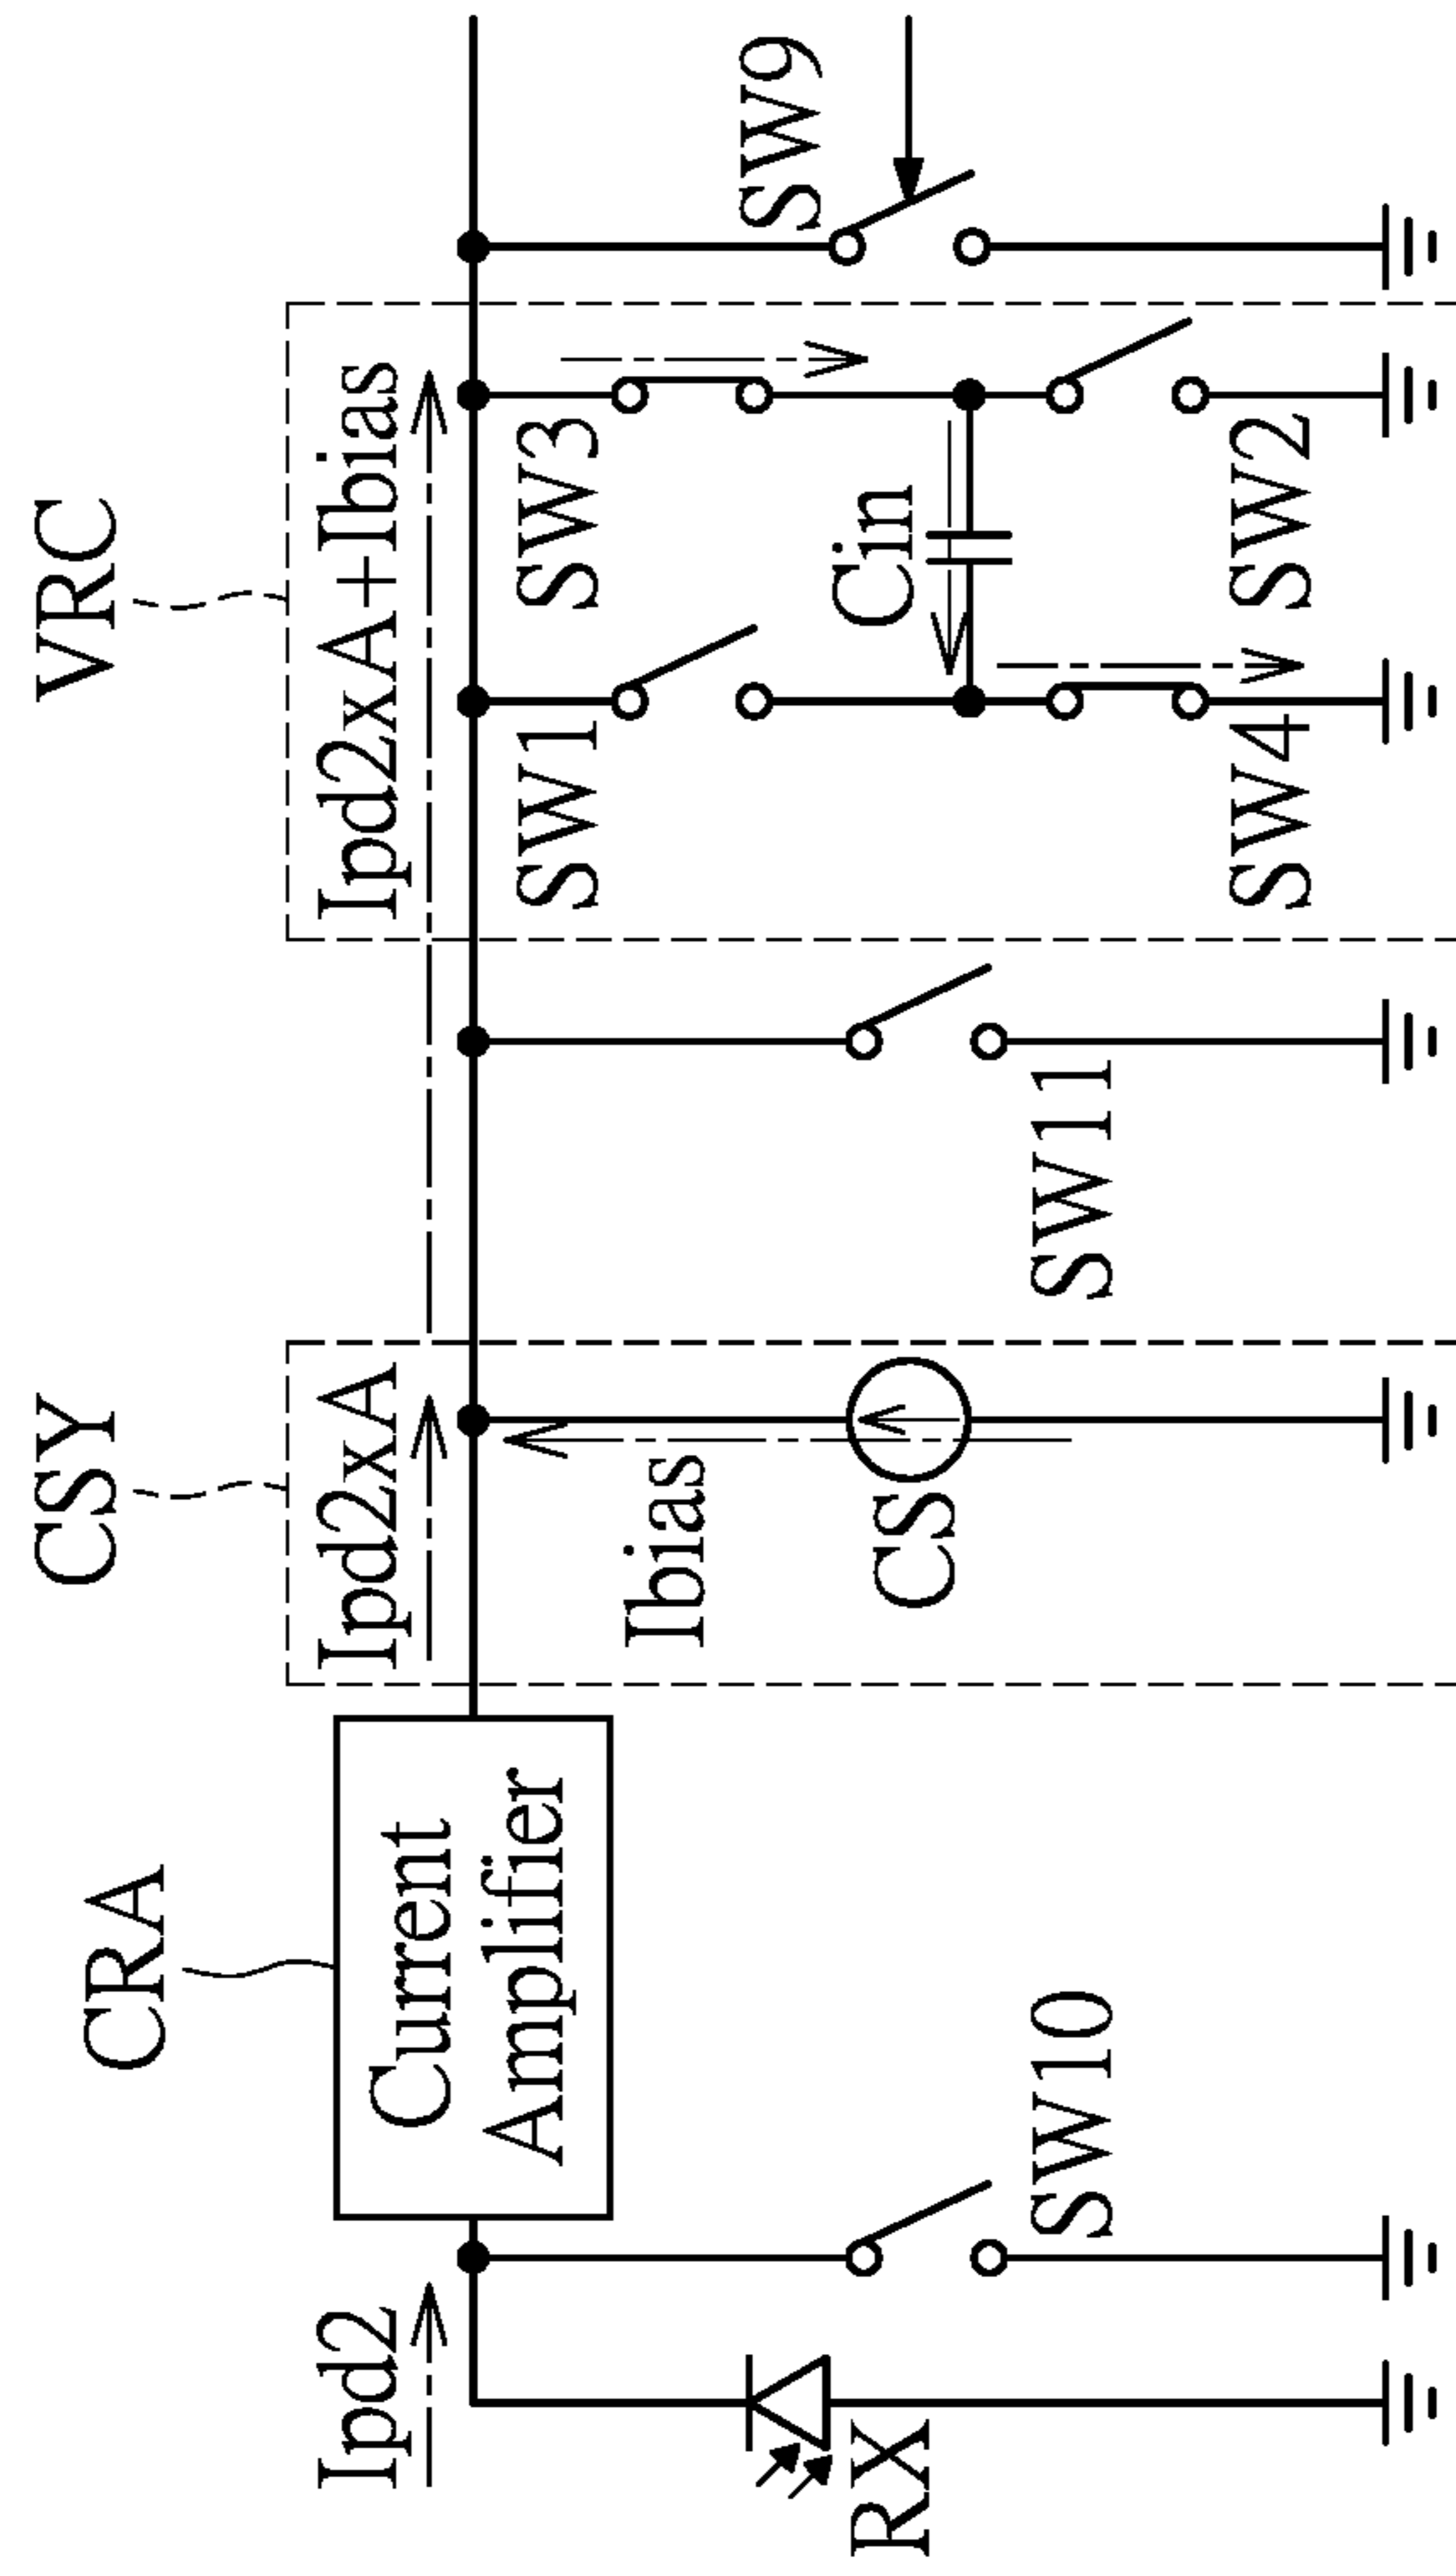 VRC
CSY
CRA
Ipd2
Current
Amplifier
Ipd2xA
Ipd2xA+Ibias
RX
SW10
Ibias
CS
SW11
SW1
SW3
Cin
SW4
SW2
SW9